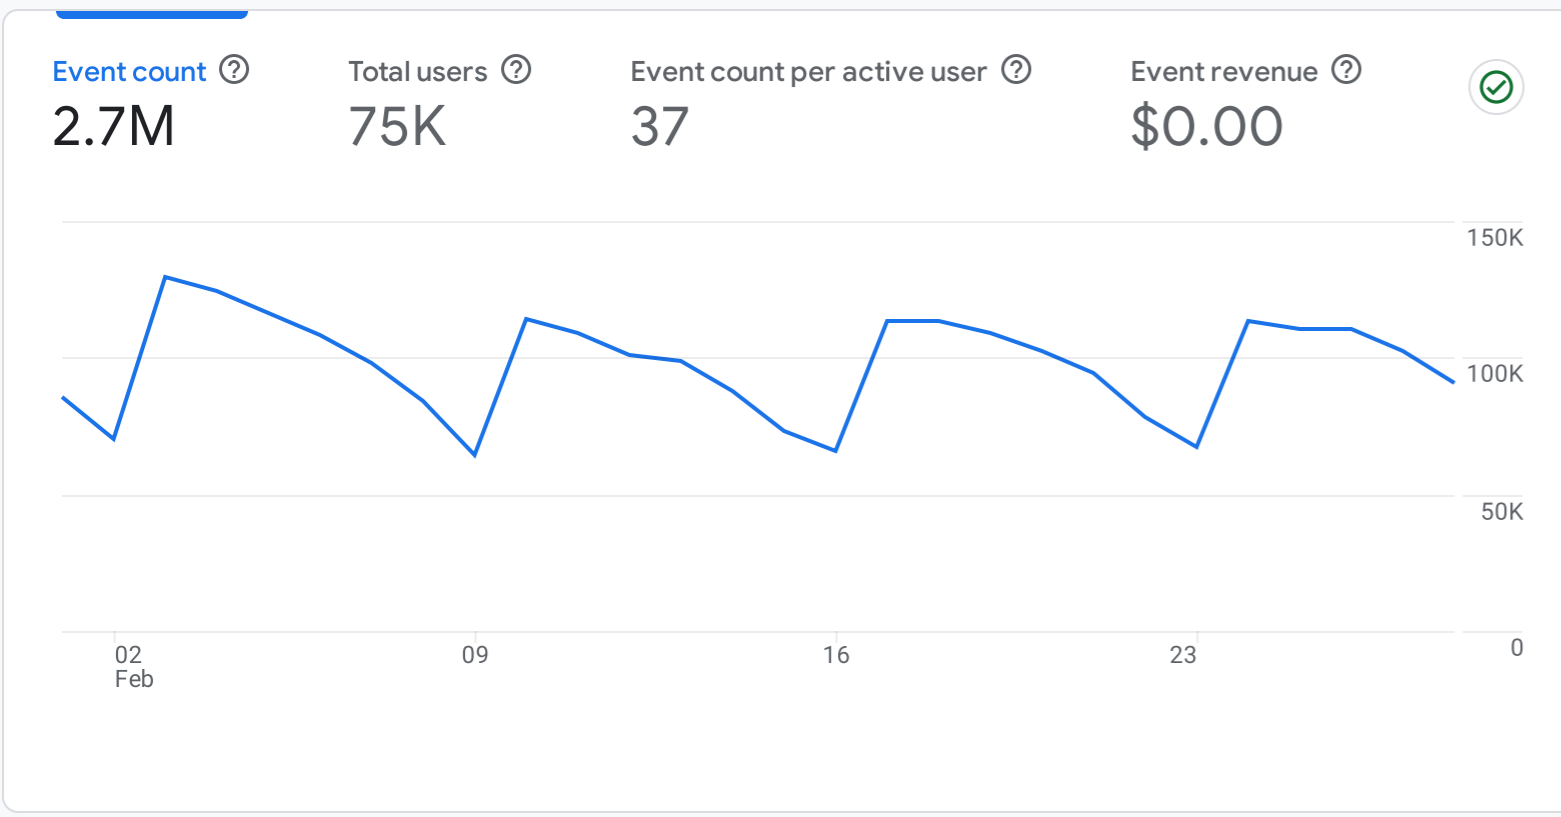 Event count
2.7M
Total users
75K
Event count per active user
37
Event revenue
$0.00
150K
100K
50K
0
02
Feb
09
16
23